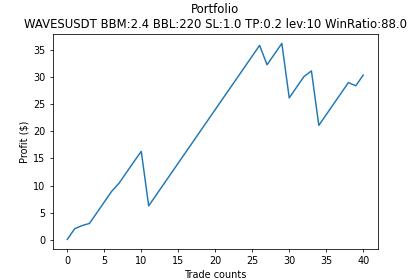 Portfolio
WAVESUSDT BBM:2.4 BBL:220 SL:1.0 TP:0.2 lev:10 WinRatio:88.0
35
30
25
20
15
10
5
0
Profit ($)
0 5 10 15 20 25 30 35 40
Trade counts